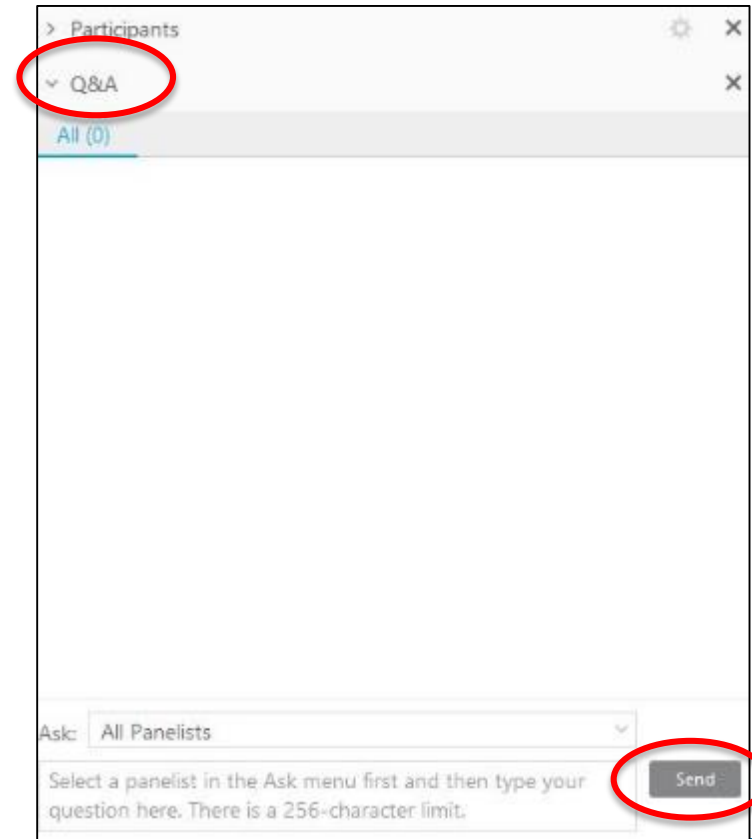 Participants
Q&A
All (0)
Ask: All Panelists
Select a panelist in the Ask menu first and then type your
question here. There is a 256-character limit.
Send